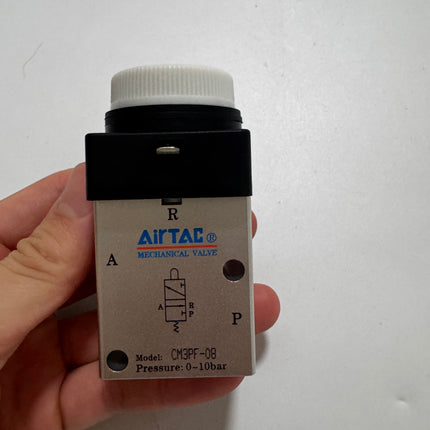 R
AirTAC ®
MECHANICAL VALVE
A
A R
P
P
Model: CM3PF-08
Pressure: 0~10bar